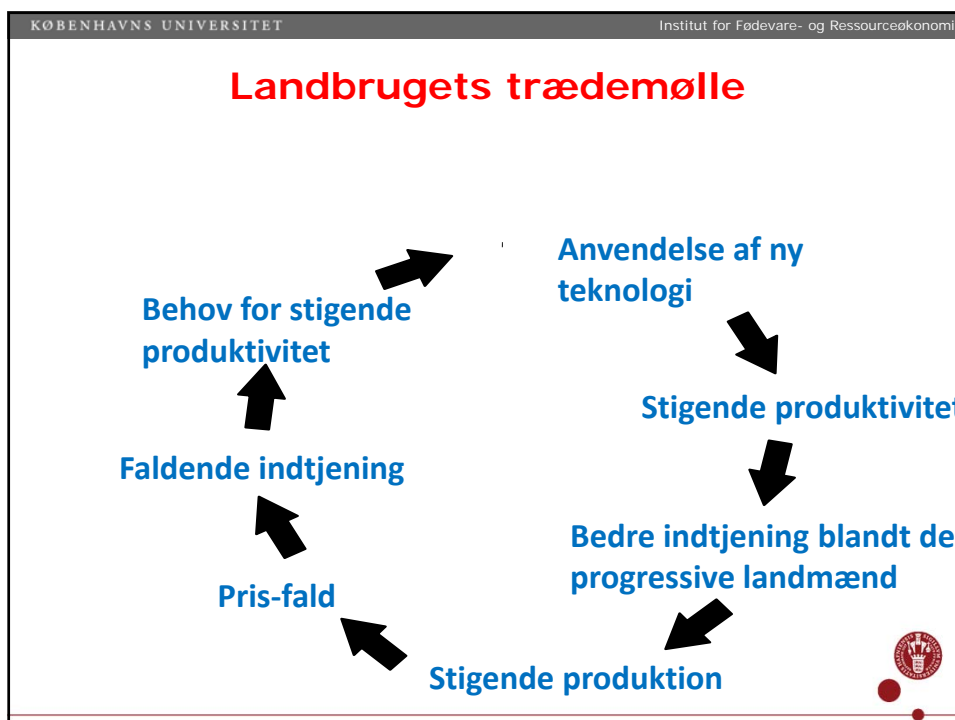 KØBENHAVNS UNIVERSITET
Institut for Fødevare- og Ressourceøkonomi
Landbrugets trædemølle
Anvendelse af ny
teknologi
Stigende produktivitet
Bedre indtjening blandt de
progressive landmænd
Stigende produktion
Pris-fald
Faldende indtjening
Behov for stigende
produktivitet